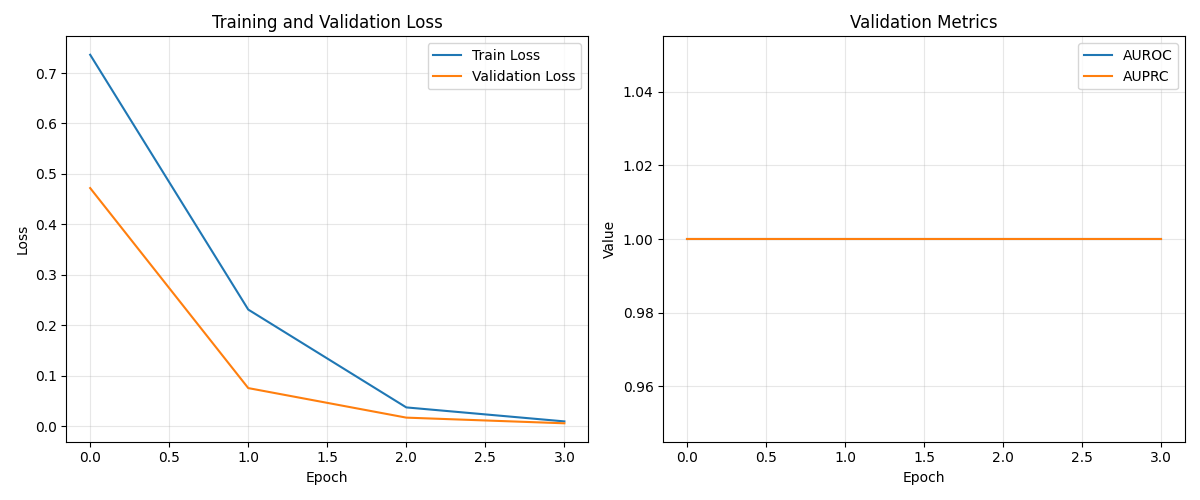 Training and Validation Loss
Train Loss
Validation Loss
0.7
0.6
0.5
0.4
0.3
0.2
0.1
0.0
Loss
0.0 0.5 1.0 1.5 2.0 2.5 3.0
Epoch
Validation Metrics
AUROC
AUPRC
1.04
1.02
1.00
0.98
0.96
Value
0.0 0.5 1.0 1.5 2.0 2.5 3.0
Epoch